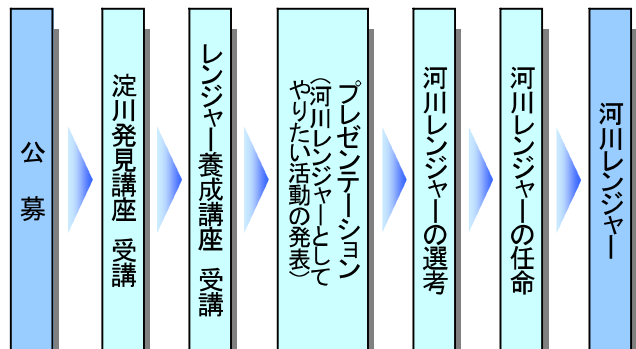 公 募
淀川発見講座 受講
レンジャー養成講座 受講
プレゼンテーション
(河川レンジャーとして
やりたい活動の発表)
河川レンジャーの選考
河川レンジャーの任命
河川レンジャー